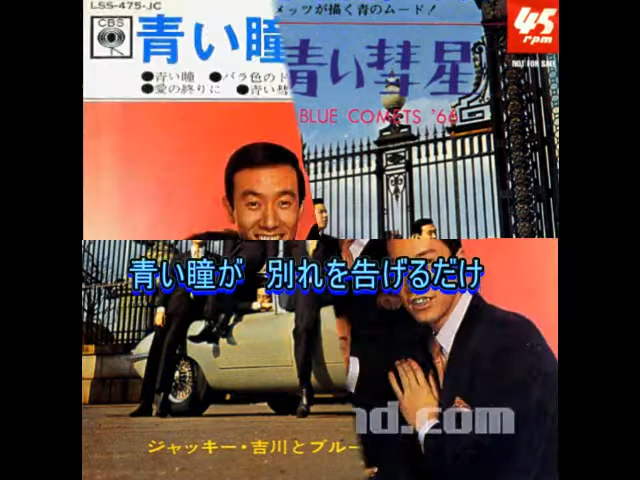 LSS-475-JC
CBS
青い瞳
●青い瞳 ●バラ色の
●愛の終りに ●青い彗
メッツが描く青のムード!
45
rpm
NOT FOR SALE
青い彗星
BLUE COMETS '66
青い瞳が 別れを告げるだけ
nd.com
ジャッキー・吉川とブルー